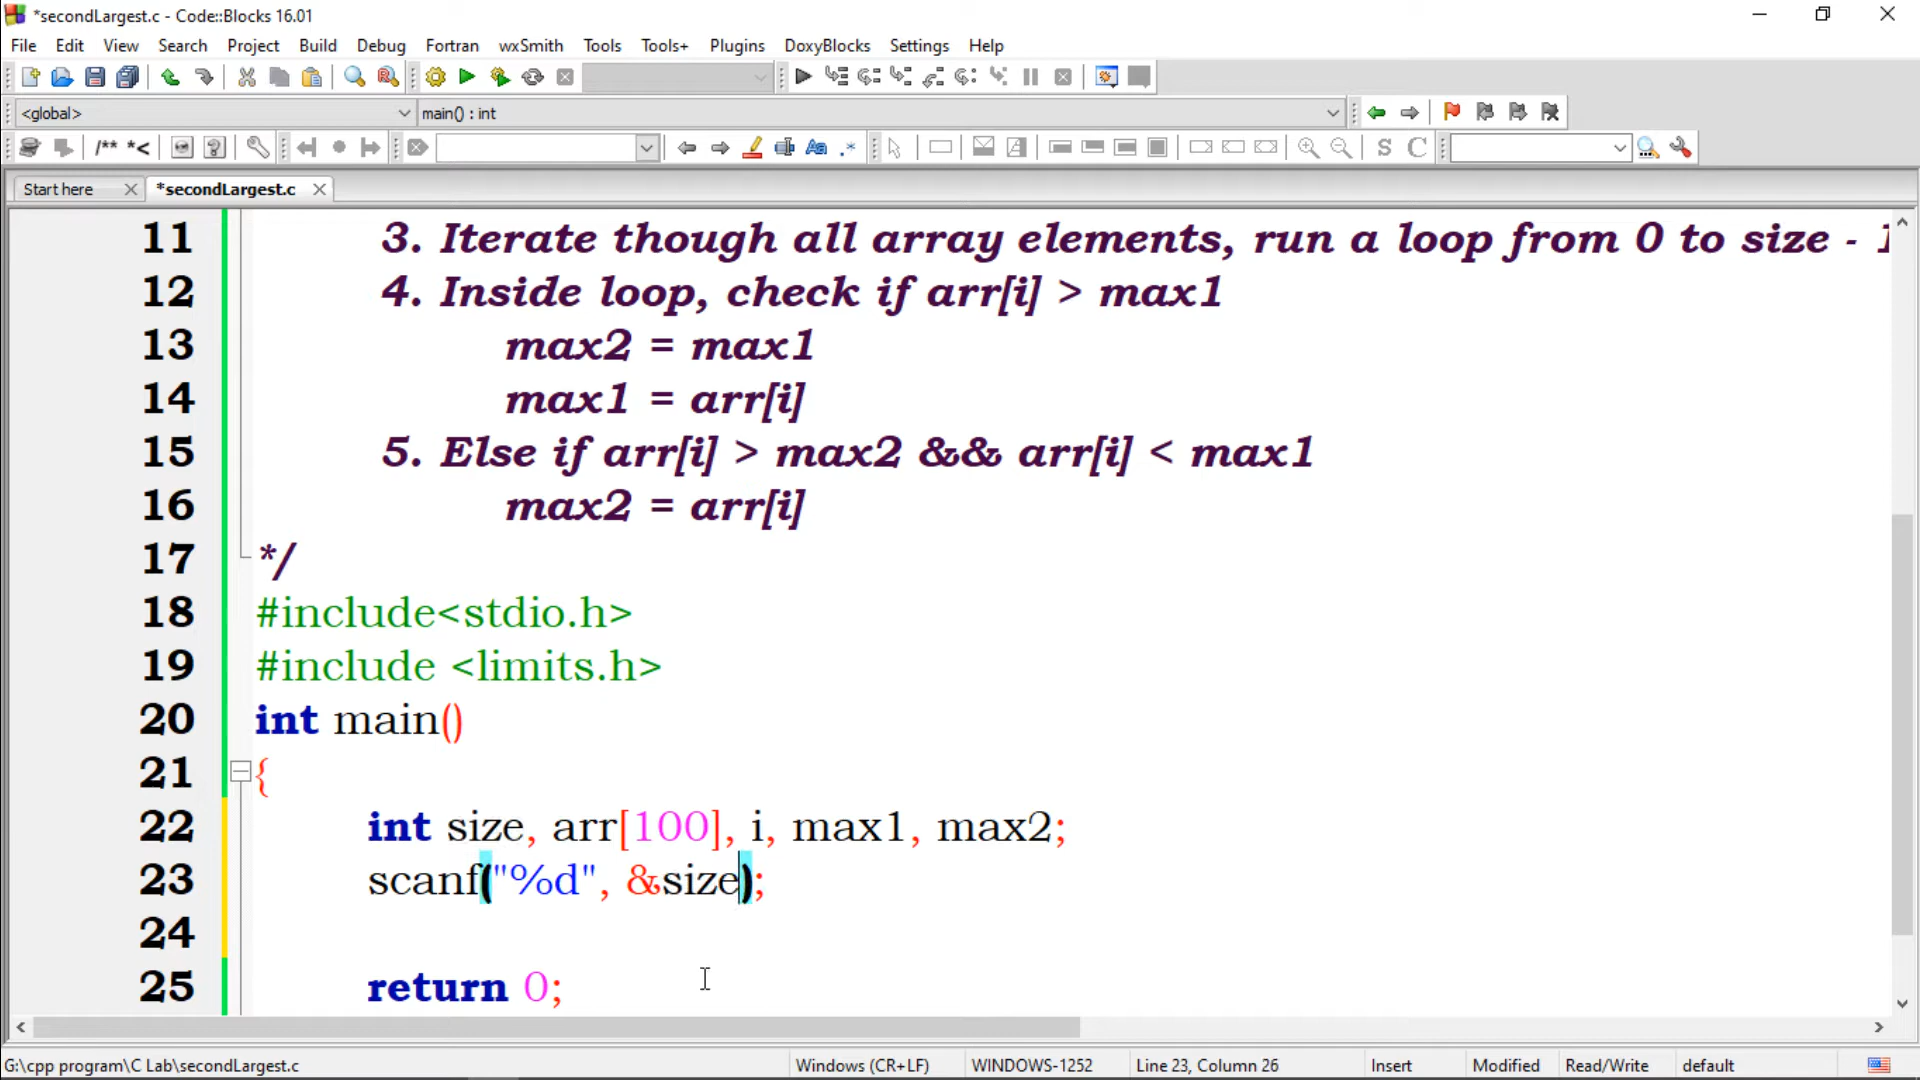 *secondLargest.c - Code::Blocks 16.01
File Edit View Search Project Build Debug Fortran wxSmith Tools Tools+ Plugins DoxyBlocks Settings Help
<global> main() : int
/** *<
S C
Start here *secondLargest.c
11 3. Iterate though all array elements, run a loop from 0 to size - 1
12 4. Inside loop, check if arr[i] > max1
13 max2 = max1
14 max1 = arr[i]
15 5. Else if arr[i] > max2 && arr[i] < max1
16 max2 = arr[i]
17 */
18 #include<stdio.h>
19 #include <limits.h>
20 int main()
21 {
22 int size, arr[100], i, max1, max2;
23 scanf("%d", &size);
24
25 return 0;
G:\cpp program\C Lab\secondLargest.c Windows (CR+LF) WINDOWS-1252 Line 23, Column 26 Insert Modified Read/Write default